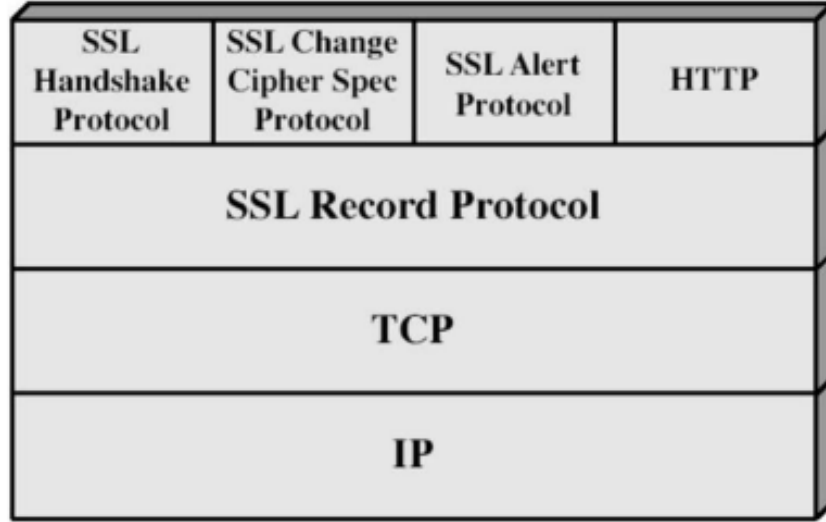 SSL
Handshake
Protocol
SSL Change
Cipher Spec
Protocol
SSL Alert
Protocol
HTTP
SSL Record Protocol
TCP
IP